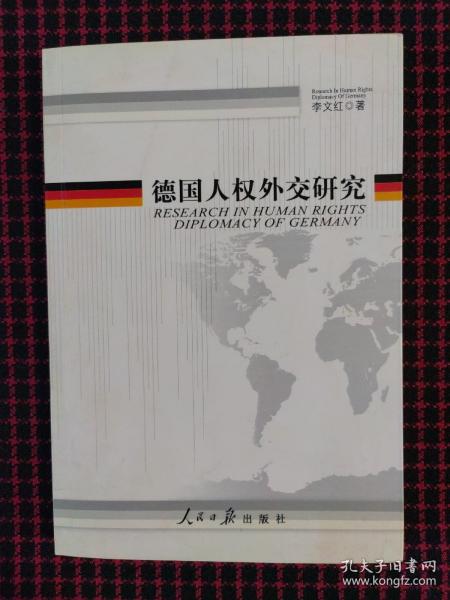 Research In Human Rights
Diplomacy Of Germany
李文红◎著
德国人权外交研究
RESEARCH IN HUMAN RIGHTS
DIPLOMACY OF GERMANY
人民日报出版社
孔夫子旧书网
www.kongfz.com